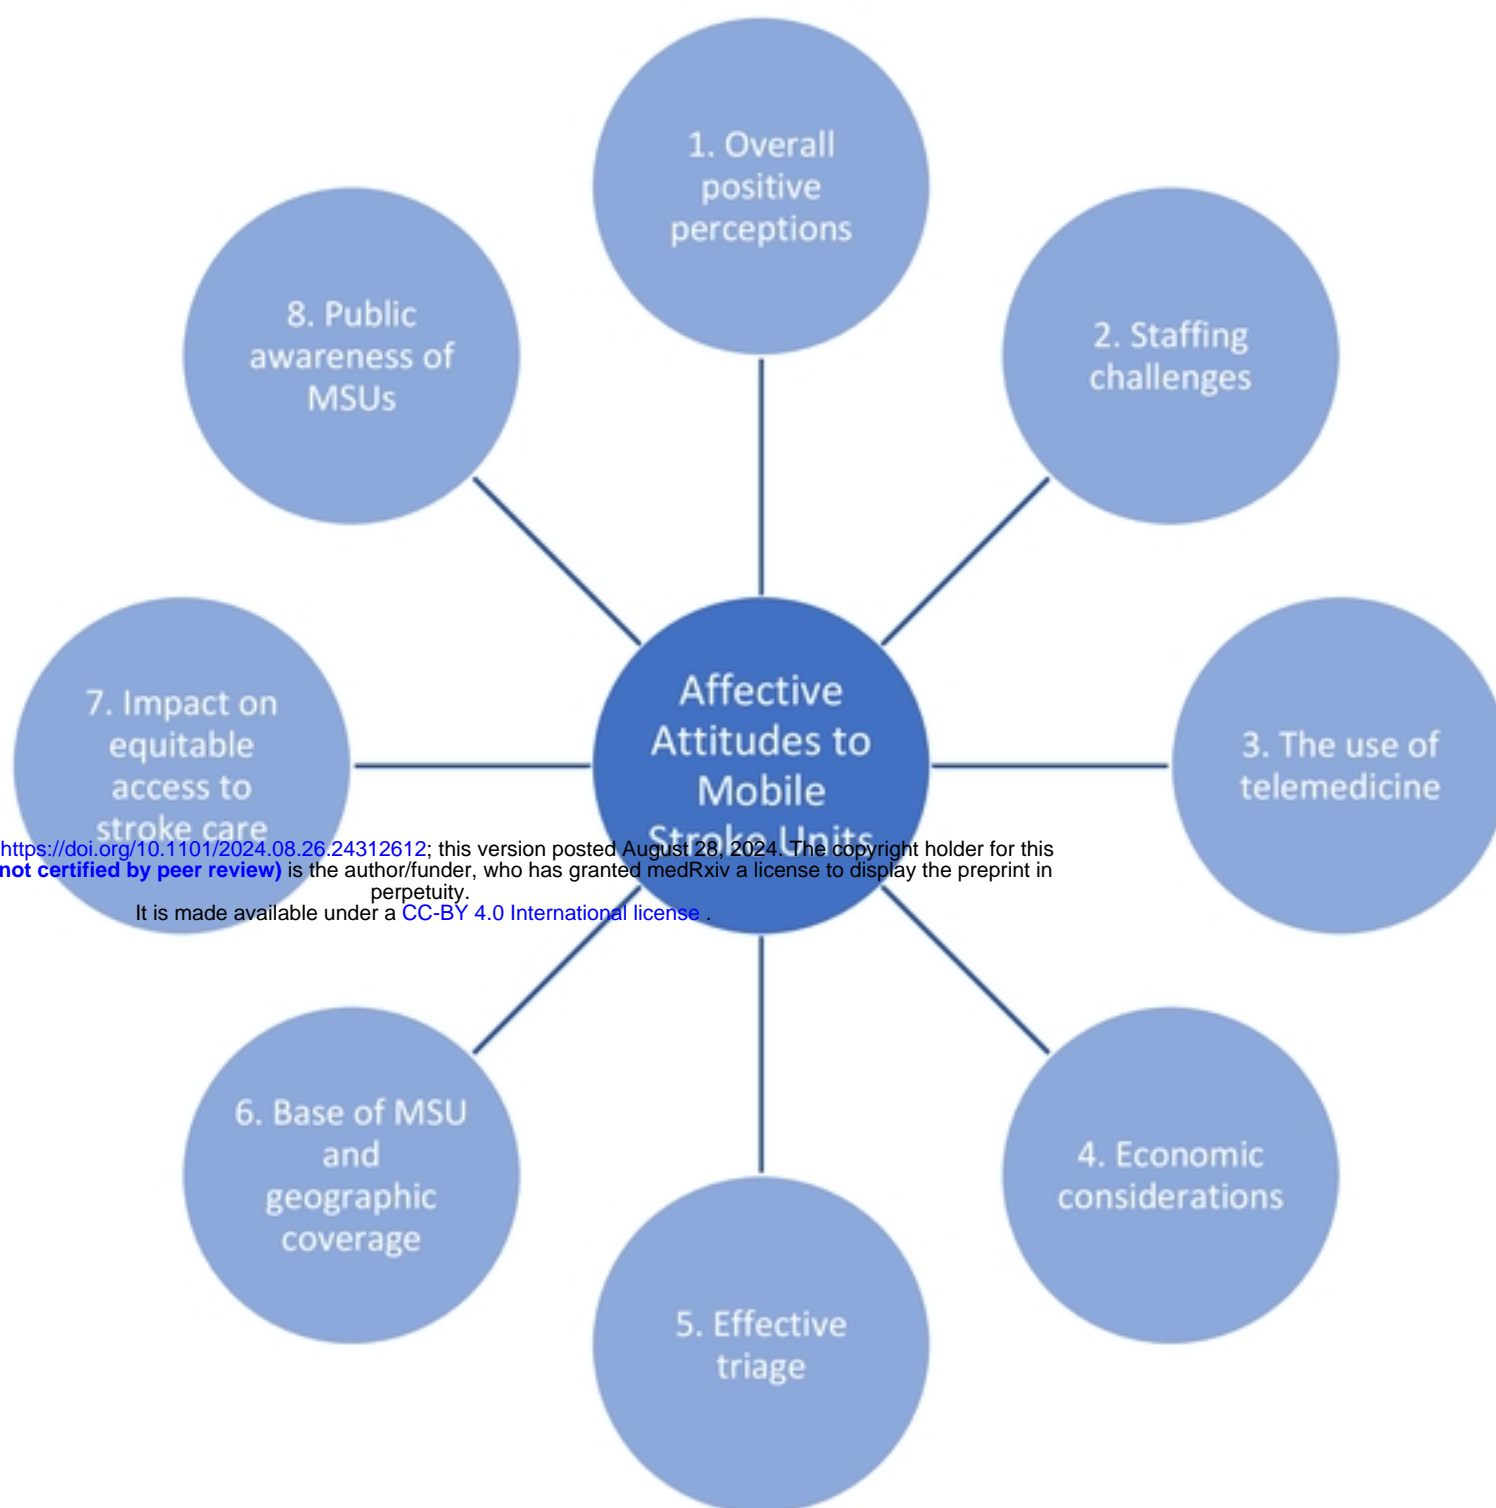 1. Overall
positive
perceptions
2. Staffing
challenges
3. The use of
telemedicine
4. Economic
considerations
5. Effective
triage
6. Base of MSU
and
geographic
coverage
7. Impact on
equitable
access to
stroke care
8. Public
awareness of
MSUs
Affective
Attitudes to
Mobile
Stroke Units
https://doi.org/10.1101/2024.08.26.24312612; this version posted August 28, 2024. The copyright holder for this
not certified by peer review) is the author/funder, who has granted medRxiv a license to display the preprint in
perpetuity.
It is made available under a CC-BY 4.0 International license .